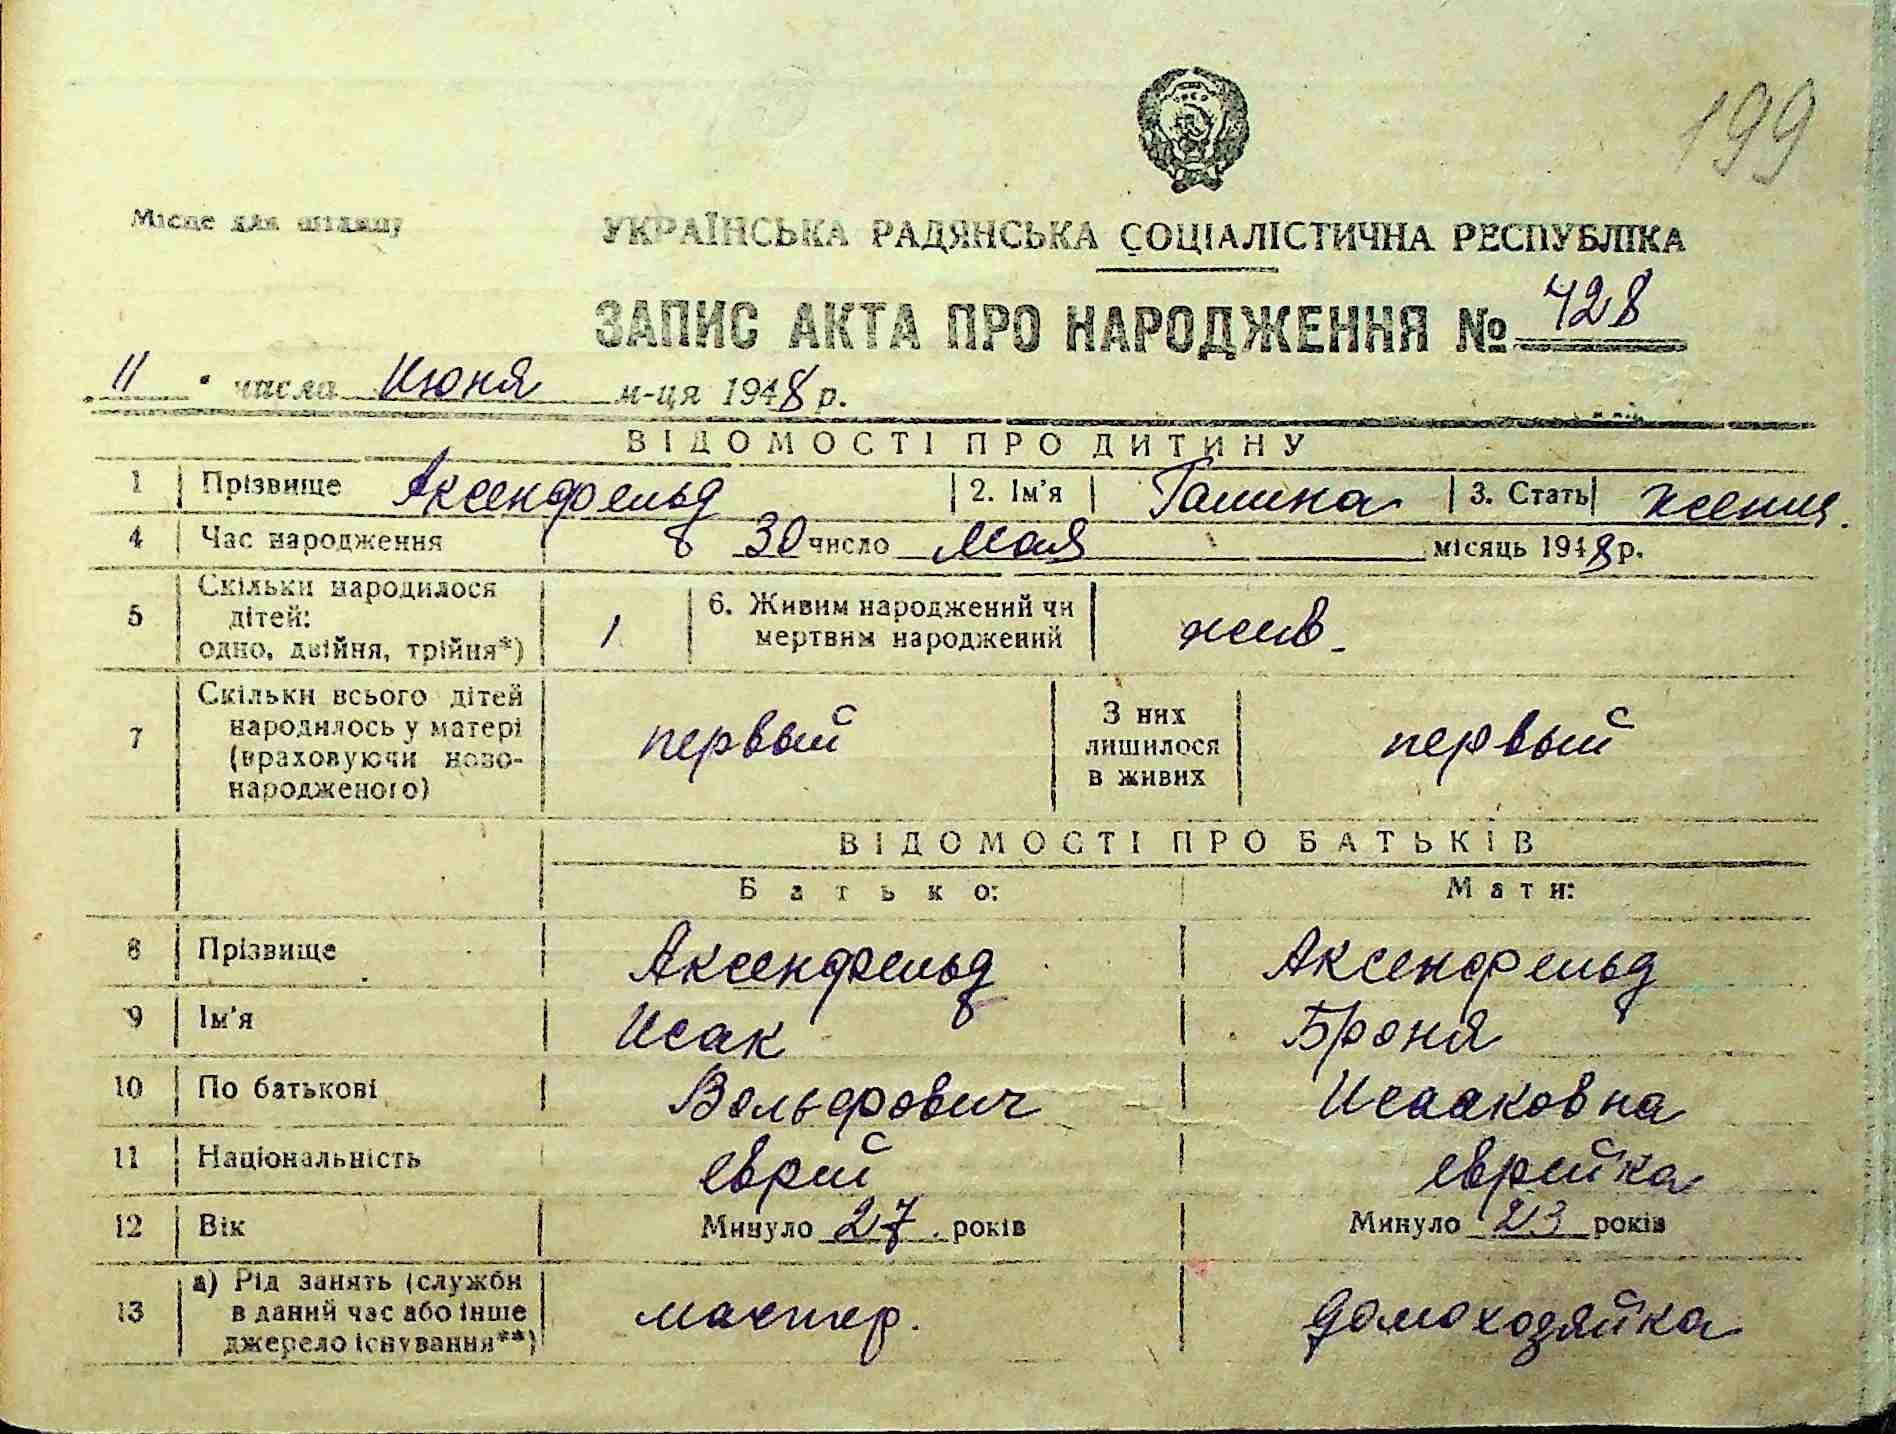 199
Місце для штампу
УКРАЇНСЬКА РАДЯНСЬКА СОЦІАЛІСТИЧНА РЕСПУБЛІКА
ЗАПИС АКТА ПРО НАРОДЖЕННЯ № 428
11 числа Июня м-ця 1948 р.
ВІДОМОСТІ ПРО ДИТИНУ
1 Прізвище Аксенфельд 2. Ім'я Галина 3. Стать женщ.
4 Час народження 30 число Мая місяць 1948 р.
5 Скільки народилося дітей: одно, двійня, трійня*) 1 6. Живим народжений чи мертвим народжений жив.
7 Скільки всього дітей народилось у матері (враховуючи ново-народженого) первый З них лишилося в живих первый
ВІДОМОСТІ ПРО БАТЬКІВ
Батько: Мати:
8 Прізвище Аксенфельд Аксенфельд
9 Ім'я Исак Броня
10 По батькові Вольфович Исааковна
11 Національність еврей еврейка
12 Вік Минуло 27 років Минуло 23 років
13 а) Рід занять (служби в даний час або інше джерело існування**) мастер. домохозяйка